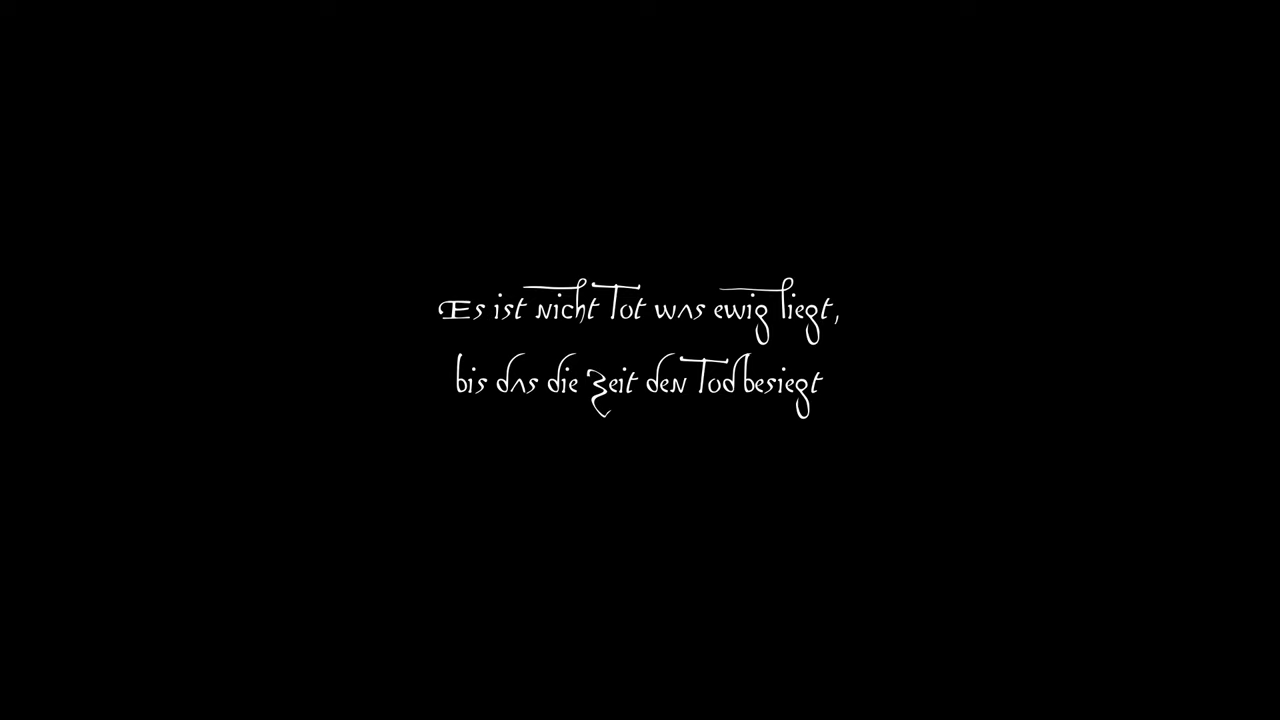 Es ist nicht Tot was ewig liegt,
bis das die Zeit den Tod besiegt